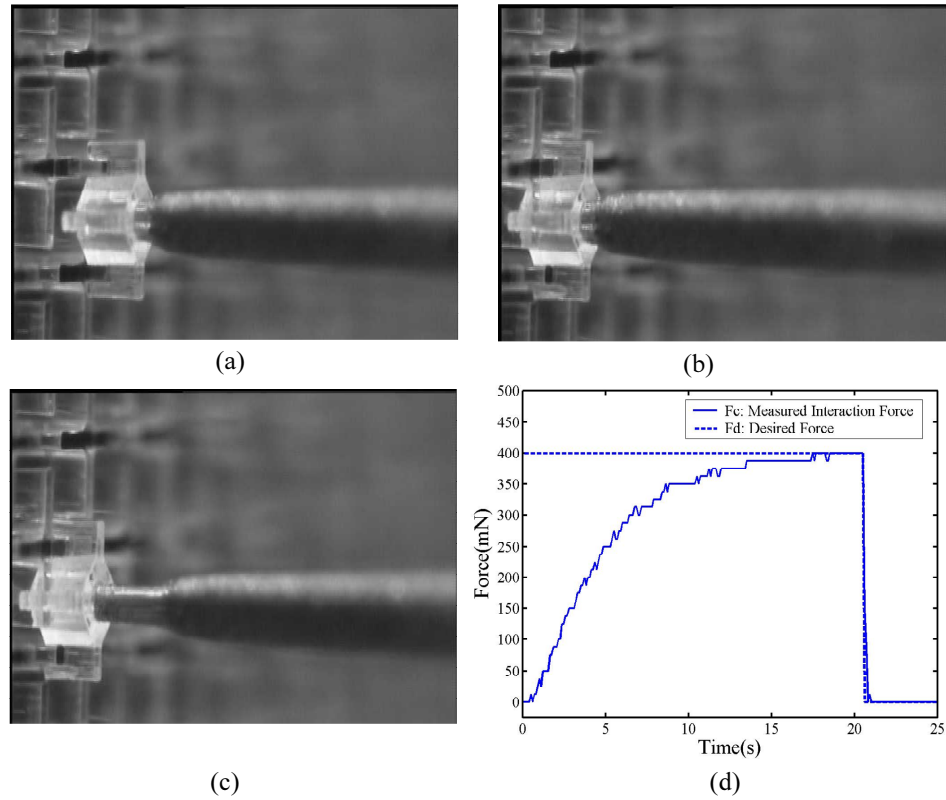 (a)
(b)
(c)
500
450
400
350
300
250
200
150
100
50
0
Force(mN)
Fc: Measured Interaction Force
Fd: Desired Force
0 5 10 15 20 25
Time(s)
(d)